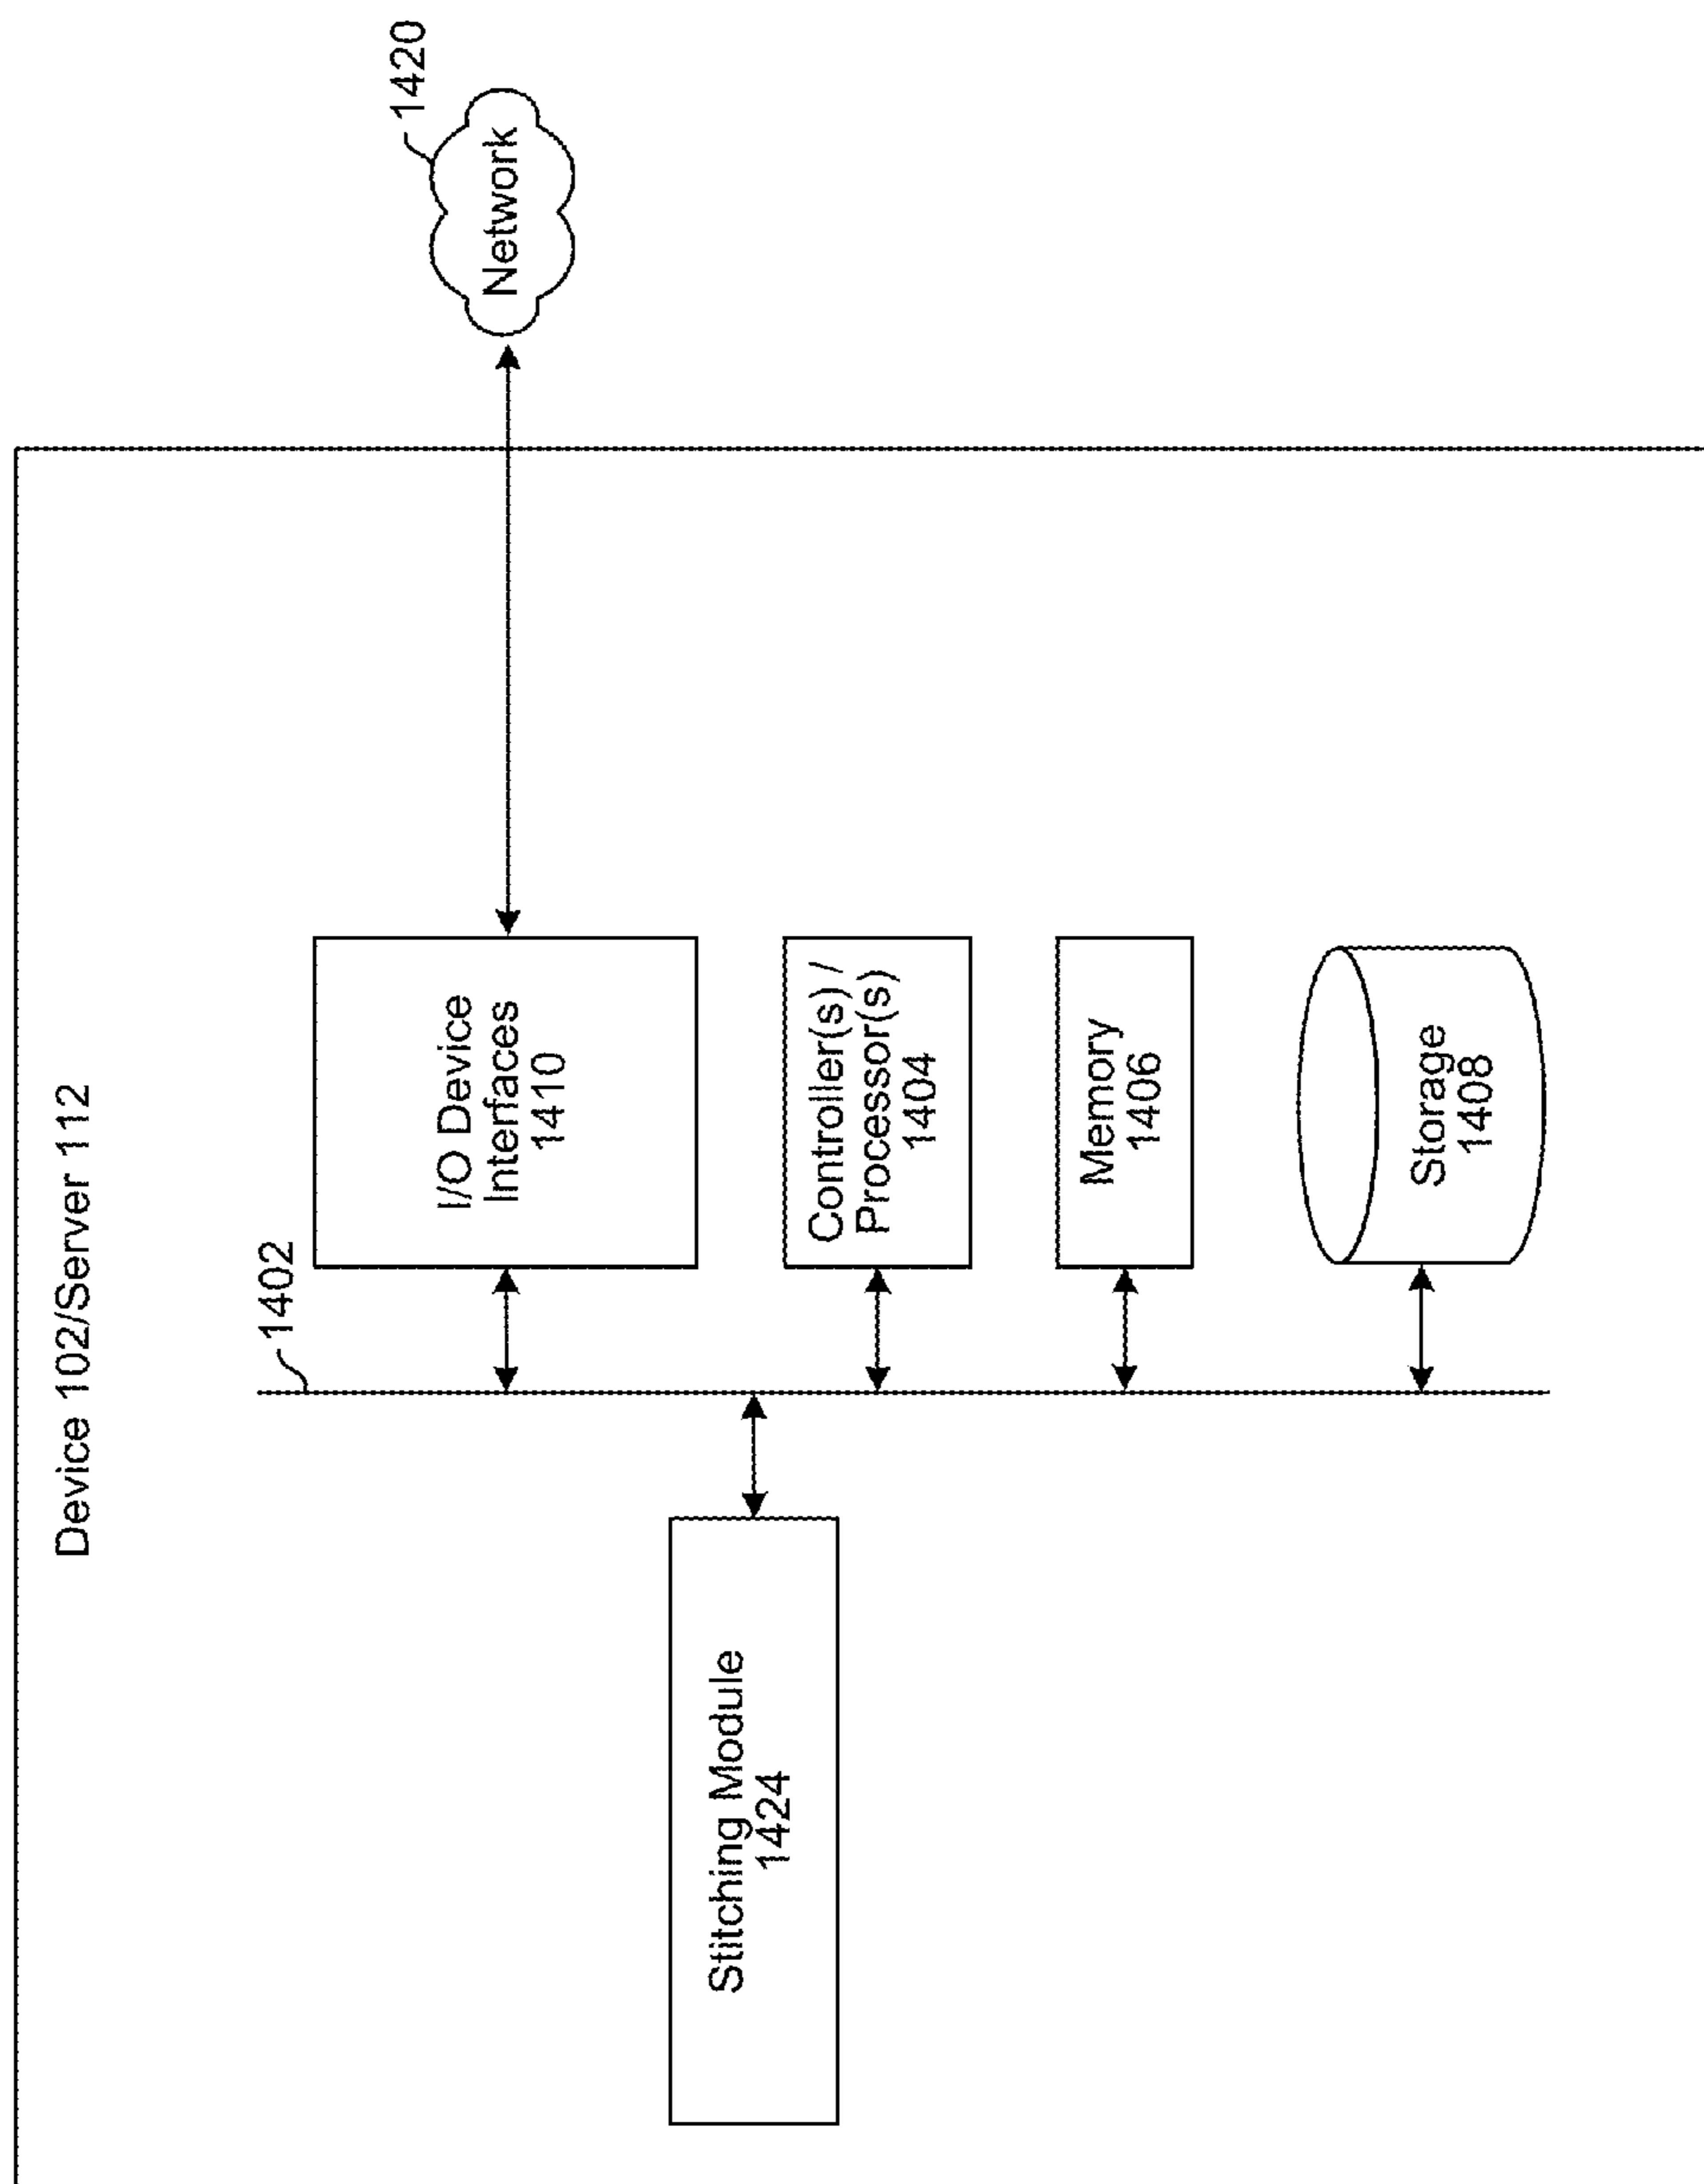 Device 102/Server 112
1402
I/O Device
Interfaces
1410
Network
1420
Stitching Module
1424
Controller(s) /
Processor(s)
1404
Memory
1406
Storage
1408